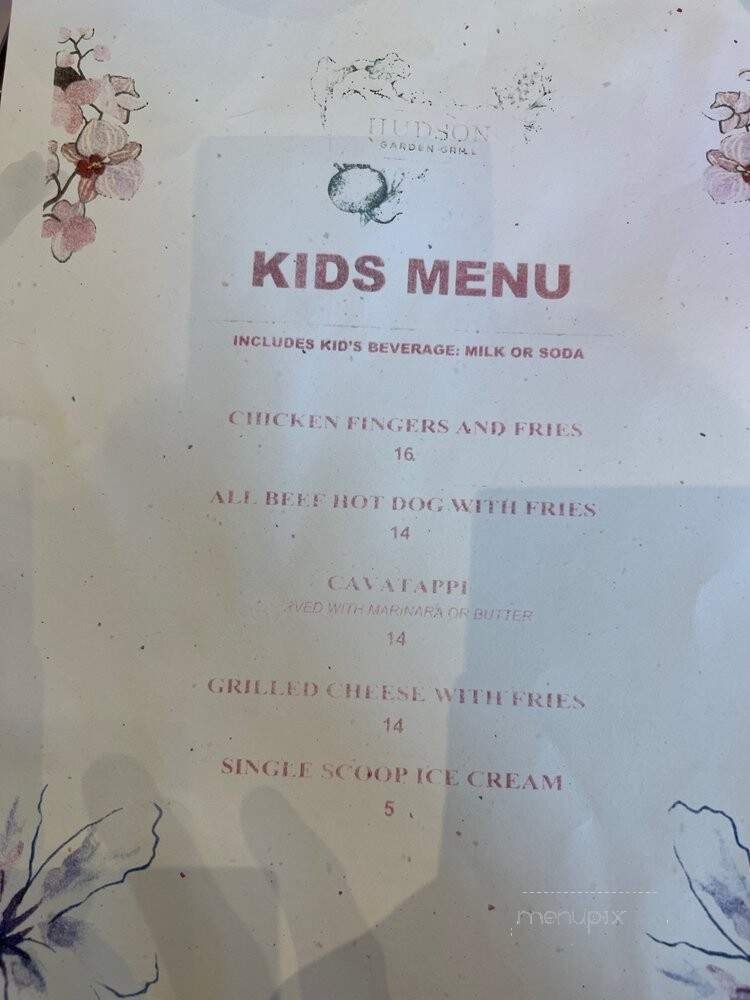 HUDSON
GARDEN GRILL
KIDS MENU
INCLUDES KID'S BEVERAGE: MILK OR SODA
CHICKEN FINGERS AND FRIES
16
ALL BEEF HOT DOG WITH FRIES
14
CAVATAPPI
WITH MARINARA OR BUTTER
14
GRILLED CHEESE WITH FRIES
14
SINGLE SCOOP ICE CREAM
5
menupix